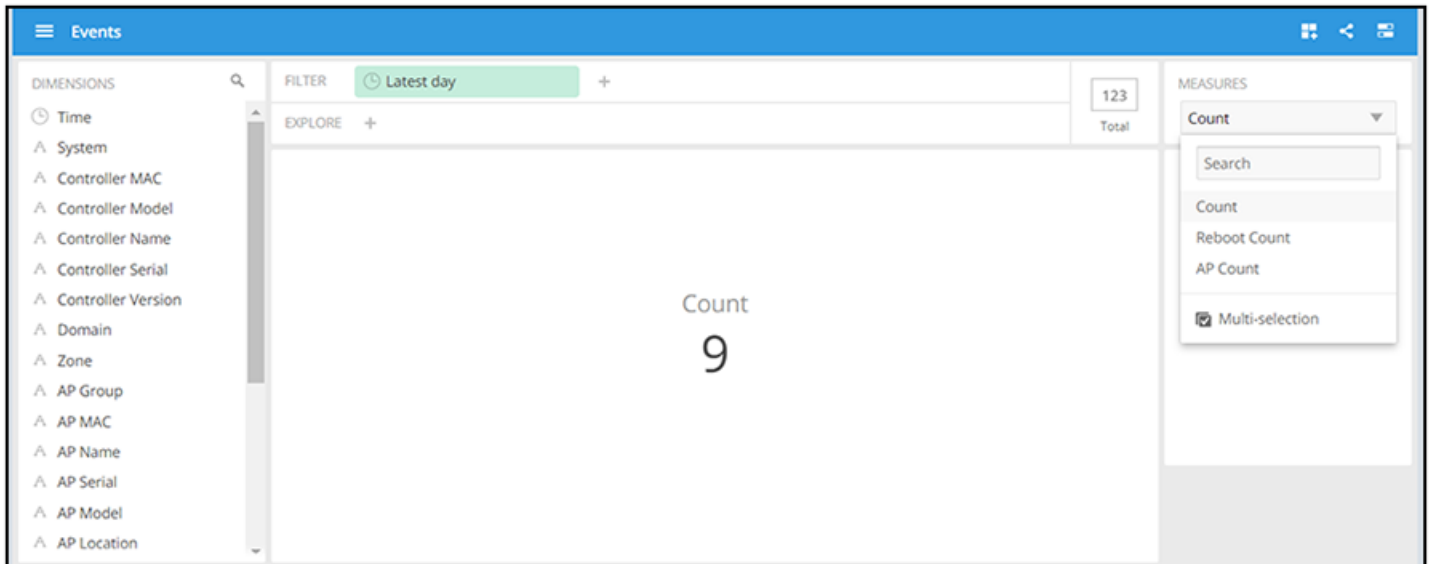 Events
DIMENSIONS
Time
System
Controller MAC
Controller Model
Controller Name
Controller Serial
Controller Version
Domain
Zone
AP Group
AP MAC
AP Name
AP Serial
AP Model
AP Location
FILTER
Latest day
+
EXPLORE +
123
Total
Count
9
MEASURES
Count
Search
Count
Reboot Count
AP Count
Multi-selection